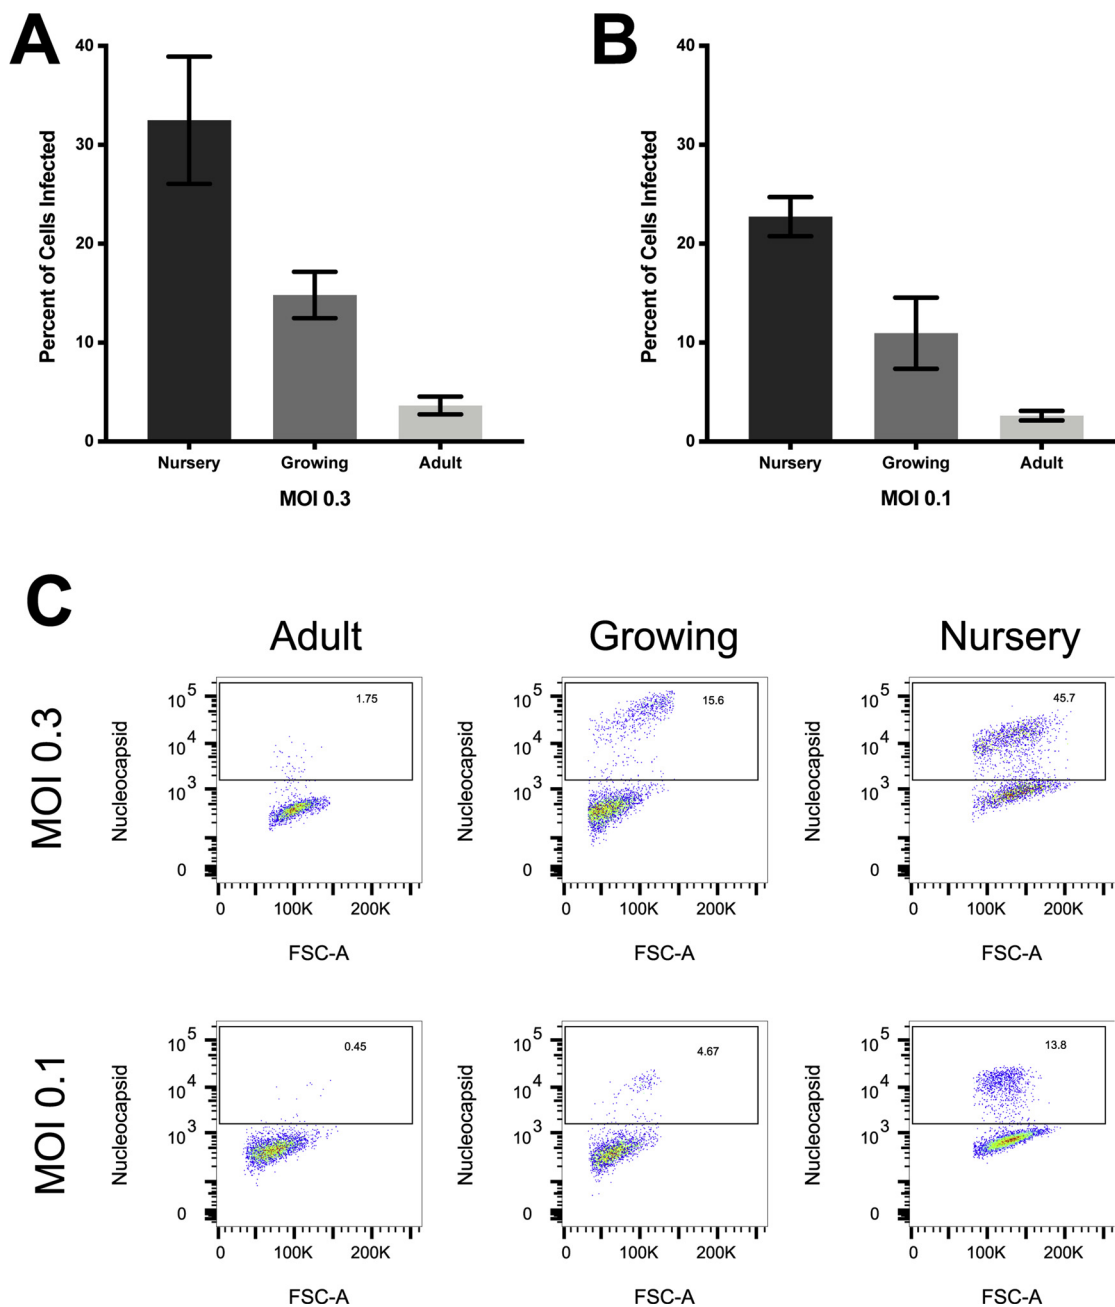 A
B
40
30
20
10
0
Percent of Cells Infected
Nursery
Growing
Adult
MOI 0.3
40
30
20
10
0
Percent of Cells Infected
Nursery
Growing
Adult
MOI 0.1
C
Adult
Growing
Nursery
MOI 0.3
Nucleocapsid
10^5
10^4
10^3
0
1.75
0
100K
200K
FSC-A
Nucleocapsid
10^5
10^4
10^3
0
15.6
0
100K
200K
FSC-A
Nucleocapsid
10^5
10^4
10^3
0
45.7
0
100K
200K
FSC-A
MOI 0.1
Nucleocapsid
10^5
10^4
10^3
0
0.45
0
100K
200K
FSC-A
Nucleocapsid
10^5
10^4
10^3
0
4.67
0
100K
200K
FSC-A
Nucleocapsid
10^5
10^4
10^3
0
13.8
0
100K
200K
FSC-A